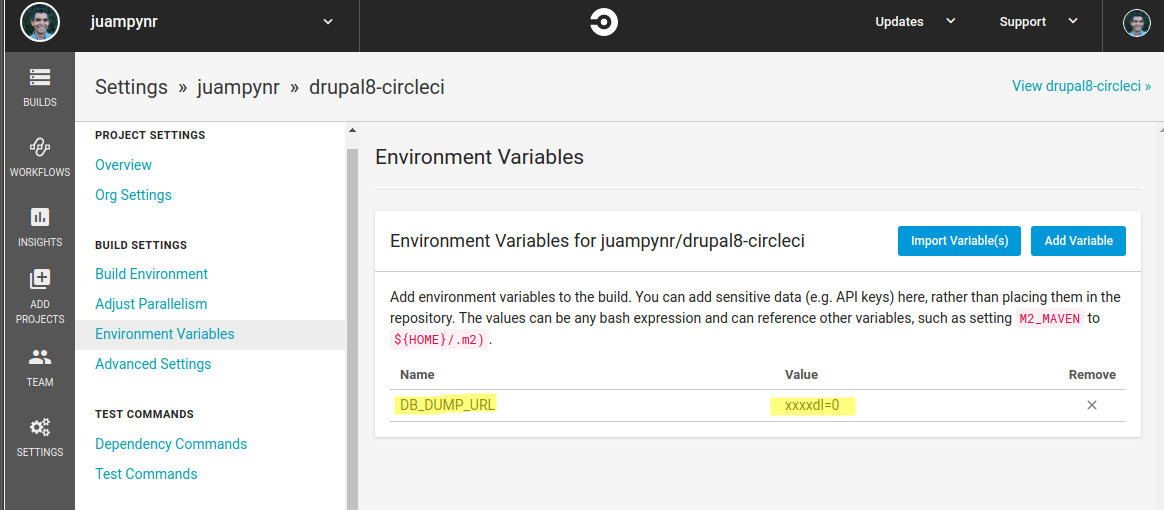 juampynr
Updates
Support
Settings » juampynr » drupal8-circleci
View drupal8-circleci »
BUILDS
WORKFLOWS
INSIGHTS
ADD
PROJECTS
TEAM
SETTINGS
PROJECT SETTINGS
Overview
Org Settings
BUILD SETTINGS
Build Environment
Adjust Parallelism
Environment Variables
Advanced Settings
TEST COMMANDS
Dependency Commands
Test Commands
Environment Variables
Environment Variables for juampynr/drupal8-circleci
Import Variable(s)
Add Variable
Add environment variables to the build. You can add sensitive data (e.g. API keys) here, rather than placing them in the
repository. The values can be any bash expression and can reference other variables, such as setting M2_MAVEN to
${HOME}/.m2) .
Name Value Remove
DB_DUMP_URL xxxxdl=0 ×